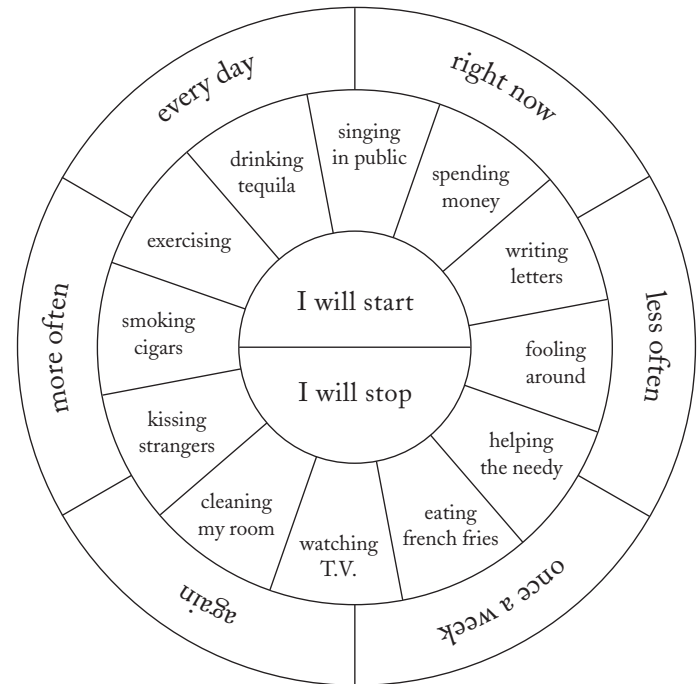 every day
right now
less often
once a week
again
more often
singing
in public
spending
money
writing
letters
fooling
around
helping
the needy
eating
french fries
watching
T.V.
cleaning
my room
kissing
strangers
smoking
cigars
exercising
drinking
tequila
I will start
I will stop